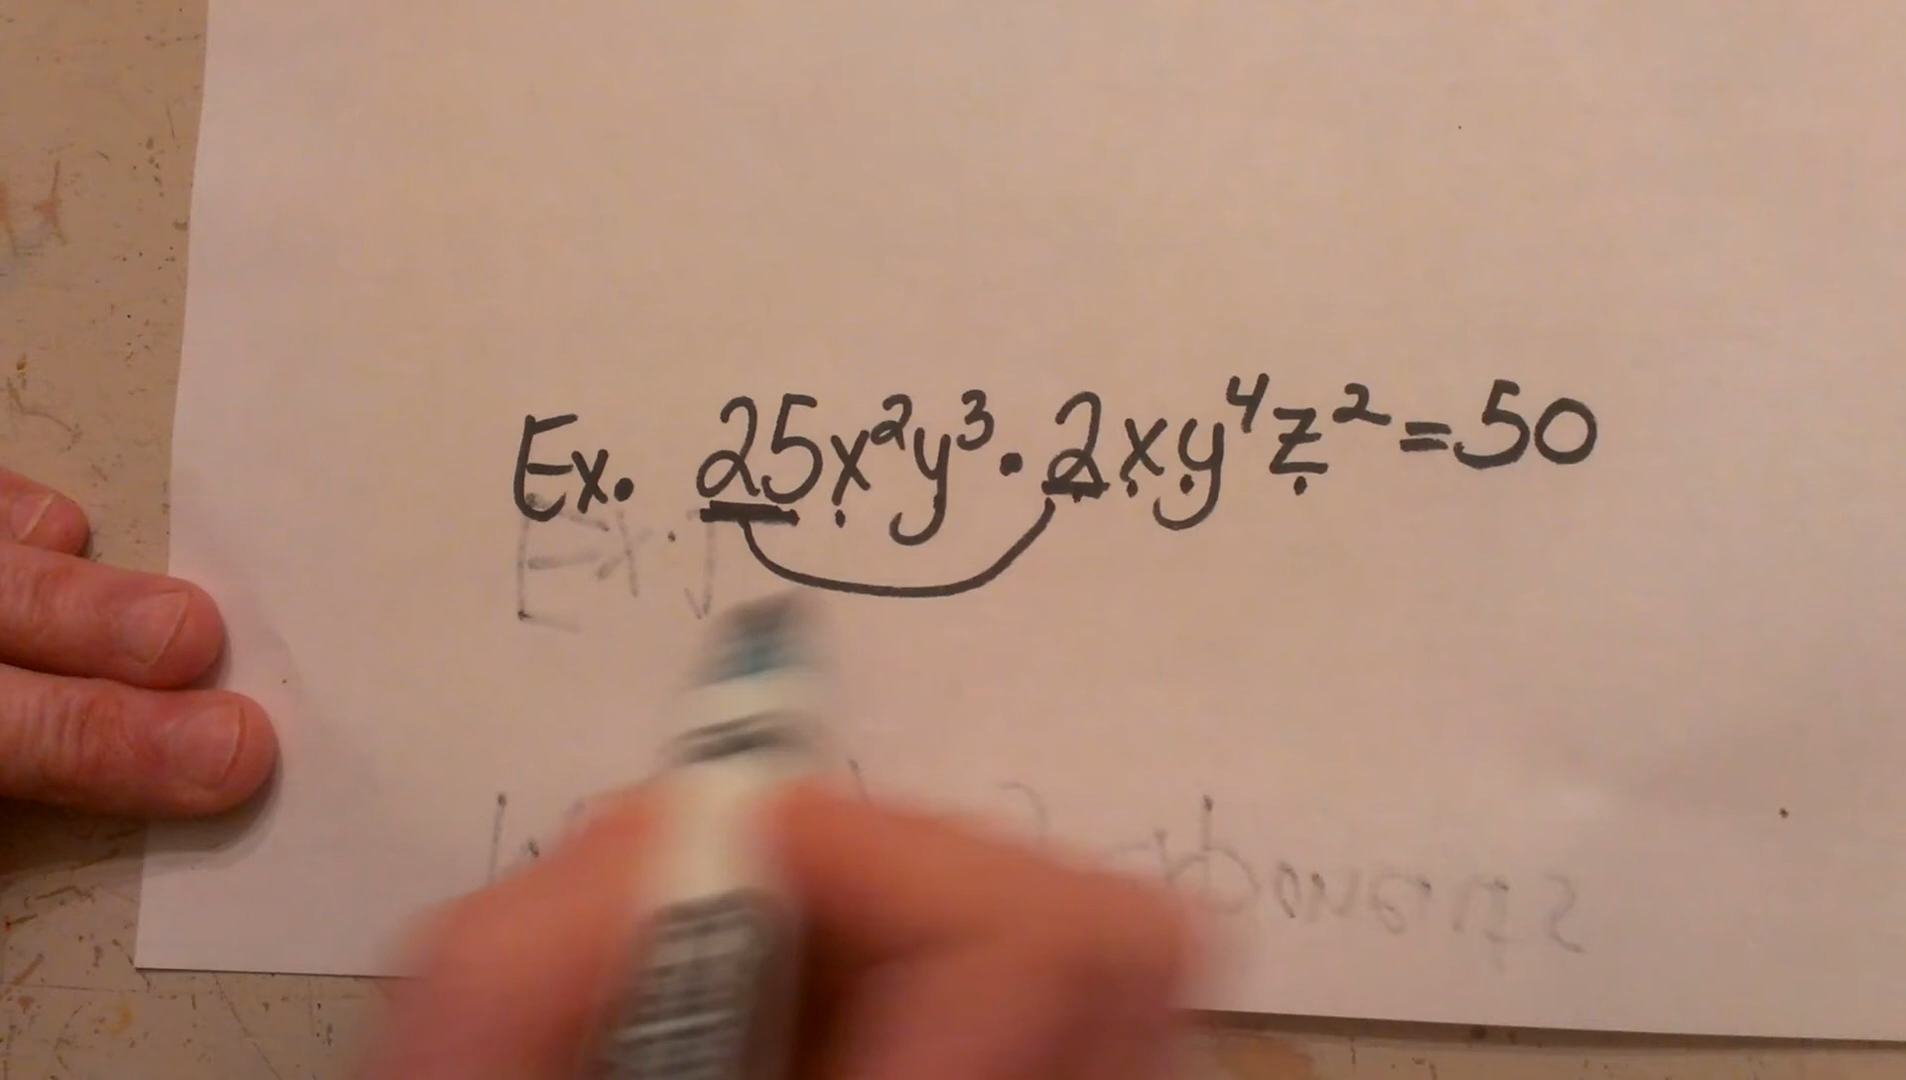 Ex. 25x²y³ · 2xy⁴z² = 50